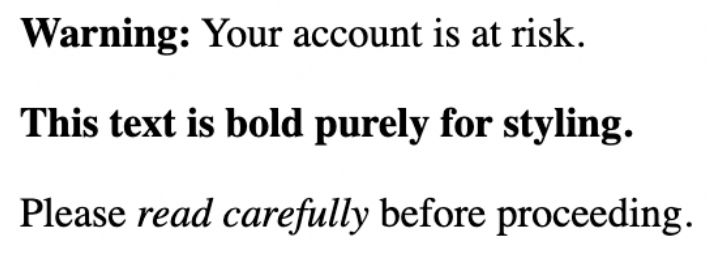 Warning: Your account is at risk.
This text is bold purely for styling.
Please read carefully before proceeding.